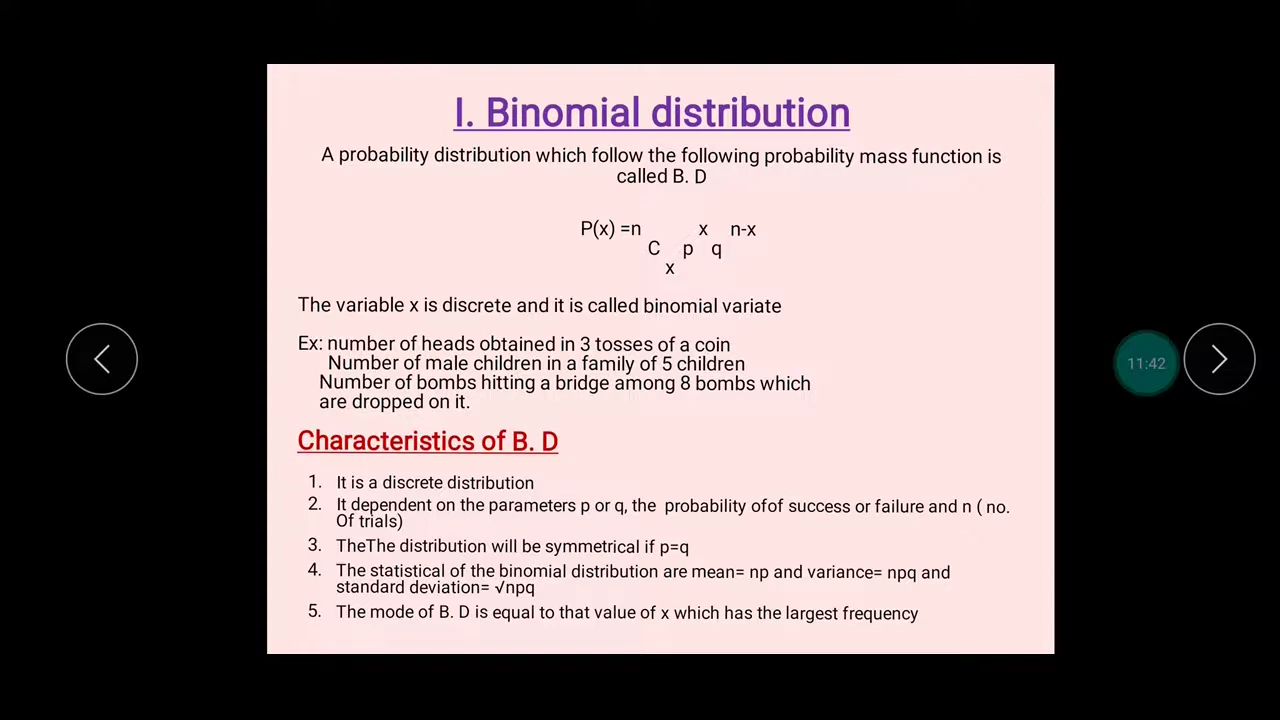 I. Binomial distribution
A probability distribution which follow the following probability mass function is
called B. D
P(x) =n x n-x
C p q
x
The variable x is discrete and it is called binomial variate
Ex: number of heads obtained in 3 tosses of a coin
Number of male children in a family of 5 children
Number of bombs hitting a bridge among 8 bombs which
are dropped on it.
11:42
Characteristics of B. D
1. It is a discrete distribution
2. It dependent on the parameters p or q, the probability ofof success or failure and n ( no.
Of trials)
3. TheThe distribution will be symmetrical if p=q
4. The statistical of the binomial distribution are mean= np and variance= npq and
standard deviation= √npq
5. The mode of B. D is equal to that value of x which has the largest frequency